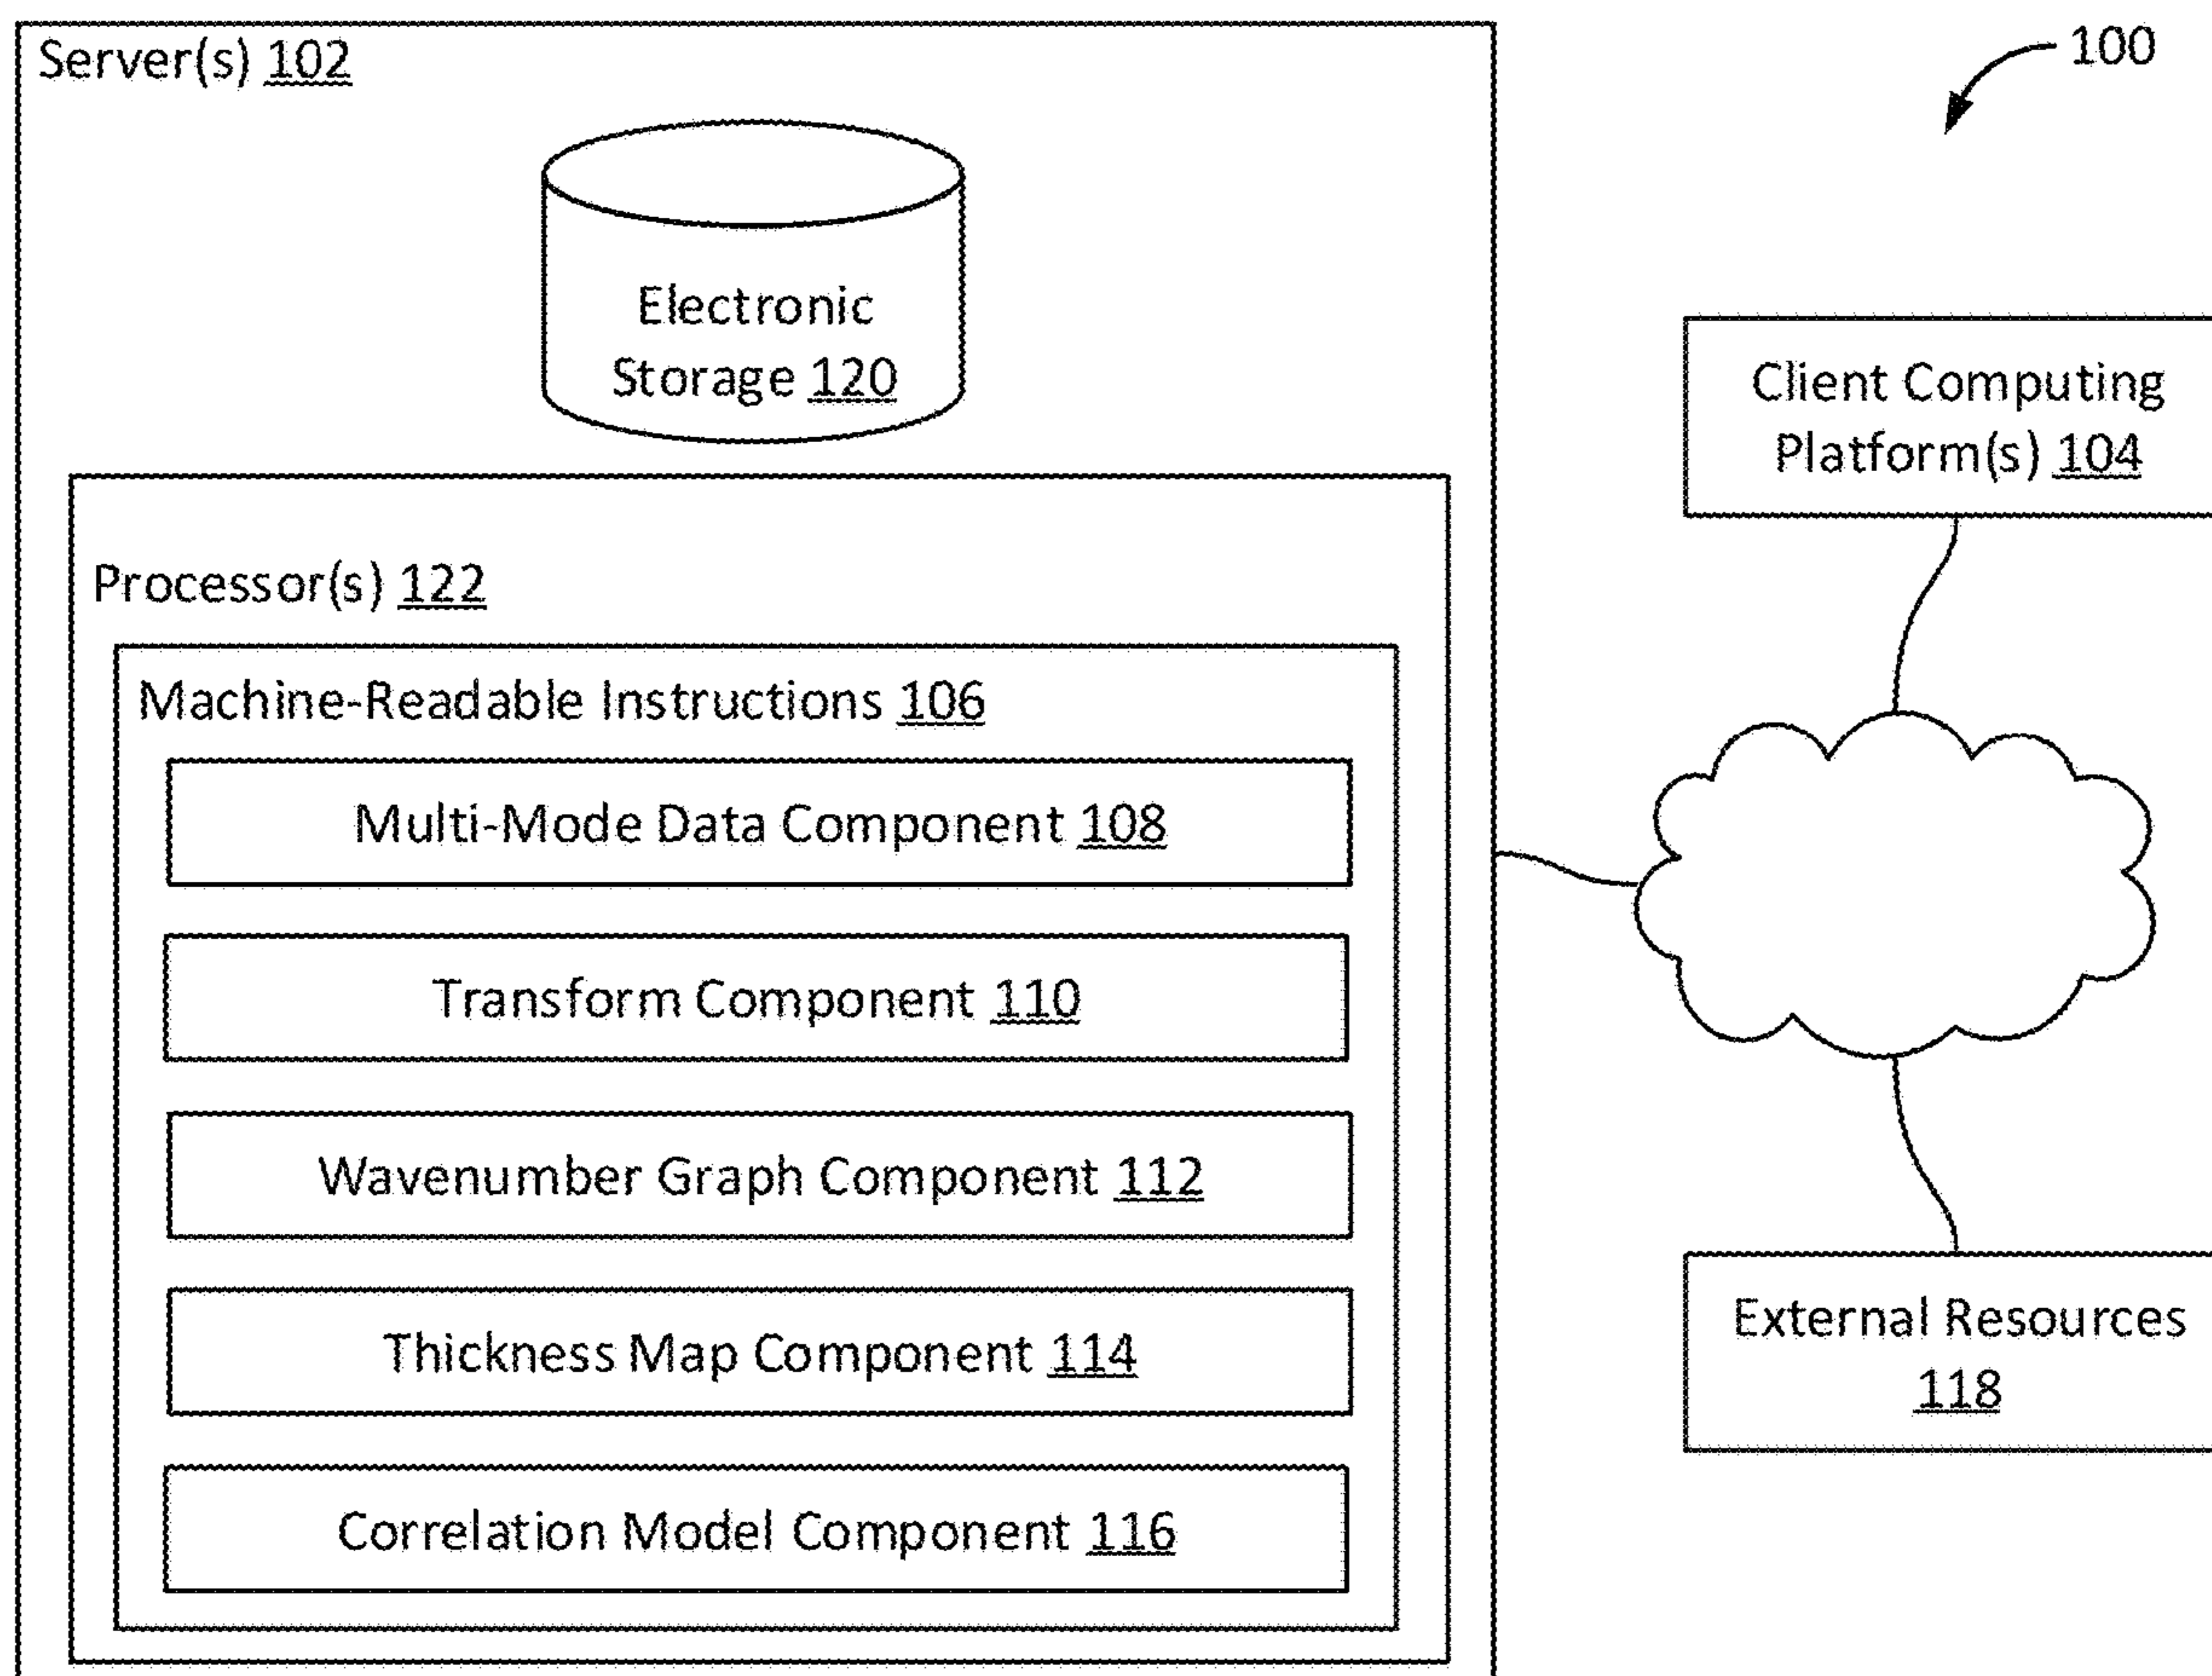 Server(s) 102
100
Electronic
Storage 120
Client Computing
Platform(s) 104
Processor(s) 122
Machine-Readable Instructions 106
Multi-Mode Data Component 108
Transform Component 110
Wavenumber Graph Component 112
Thickness Map Component 114
Correlation Model Component 116
External Resources
118